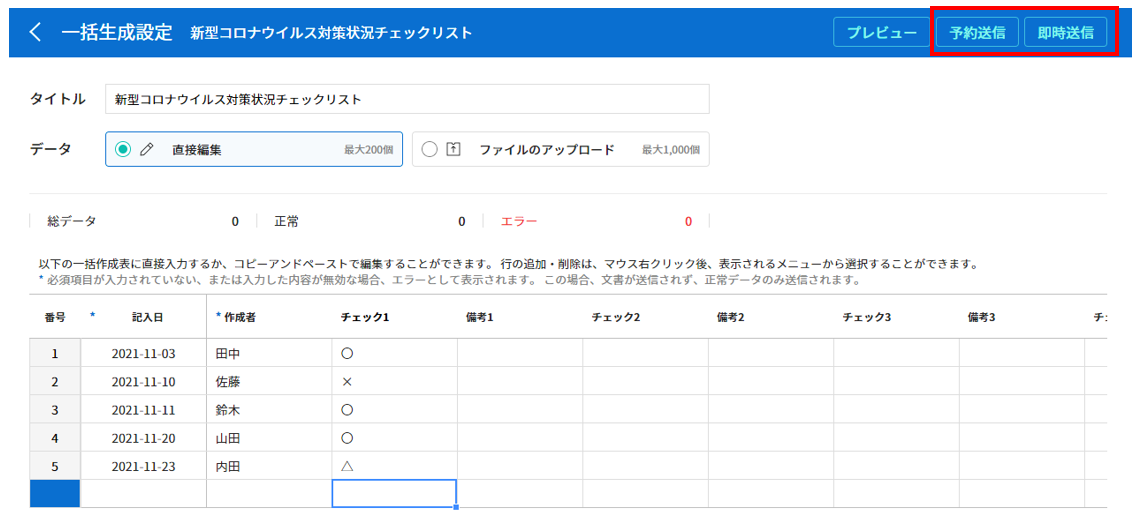 一括生成設定 新型コロナウイルス対策状況チェックリスト プレビュー 予約送信 即時送信
タイトル 新型コロナウイルス対策状況チェックリスト
データ 直接編集 最大200個 ファイルのアップロード 最大1,000個
総データ 0 正常 0 エラー 0
以下の一括作成表に直接入力するか、コピーアンドペーストで編集することができます。 行の追加・削除は、マウス右クリック後、表示されるメニューから選択することができます。
* 必須項目が入力されていない、または入力した内容が無効な場合、エラーとして表示されます。 この場合、文書が送信されず、正常データのみ送信されます。
番号 * 記入日 * 作成者 チェック1 備考1 チェック2 備考2 チェック3 備考3
1 2021-11-03 田中 〇
2 2021-11-10 佐藤 ×
3 2021-11-11 鈴木 〇
4 2021-11-20 山田 〇
5 2021-11-23 内田 △